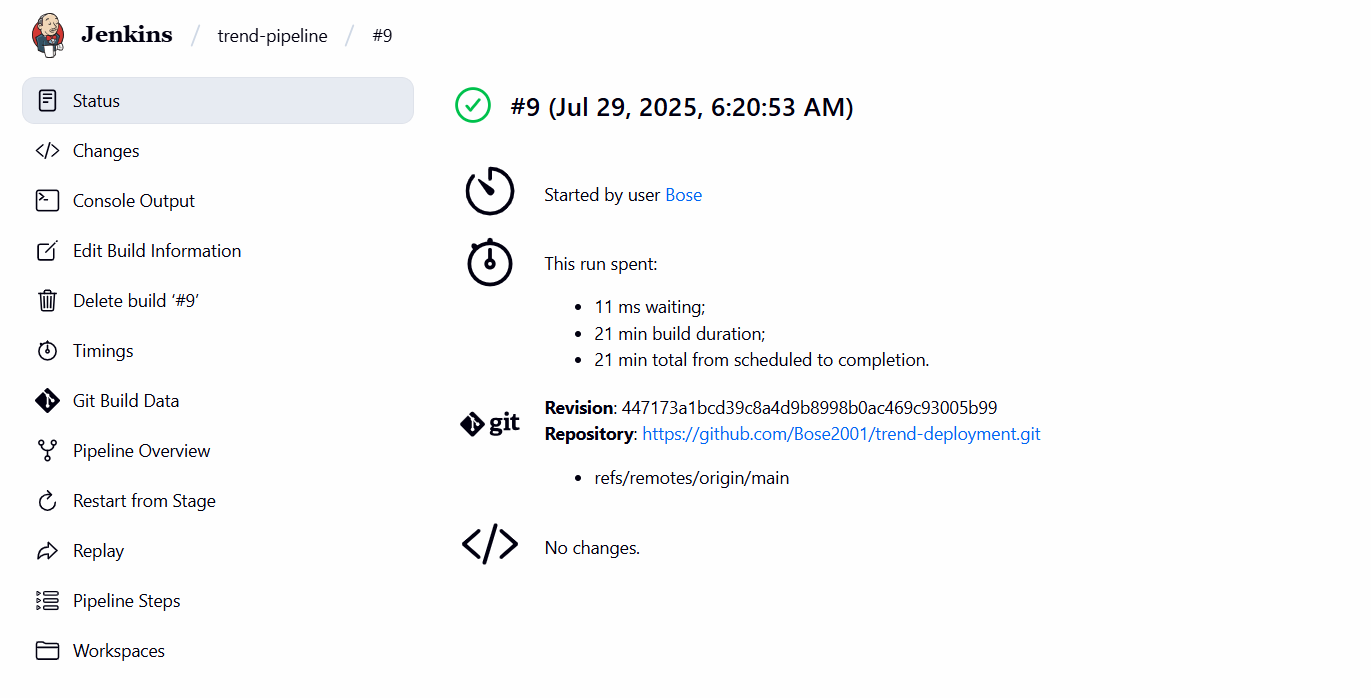 Jenkins / trend-pipeline / #9
Status
Changes
Console Output
Edit Build Information
Delete build ‘#9’
Timings
Git Build Data
Pipeline Overview
Restart from Stage
Replay
Pipeline Steps
Workspaces
#9 (Jul 29, 2025, 6:20:53 AM)
Started by user Bose
This run spent:
• 11 ms waiting;
• 21 min build duration;
• 21 min total from scheduled to completion.
git
Revision: 447173a1bcd39c8a4d9b8998b0ac469c93005b99
Repository: https://github.com/Bose2001/trend-deployment.git
• refs/remotes/origin/main
No changes.